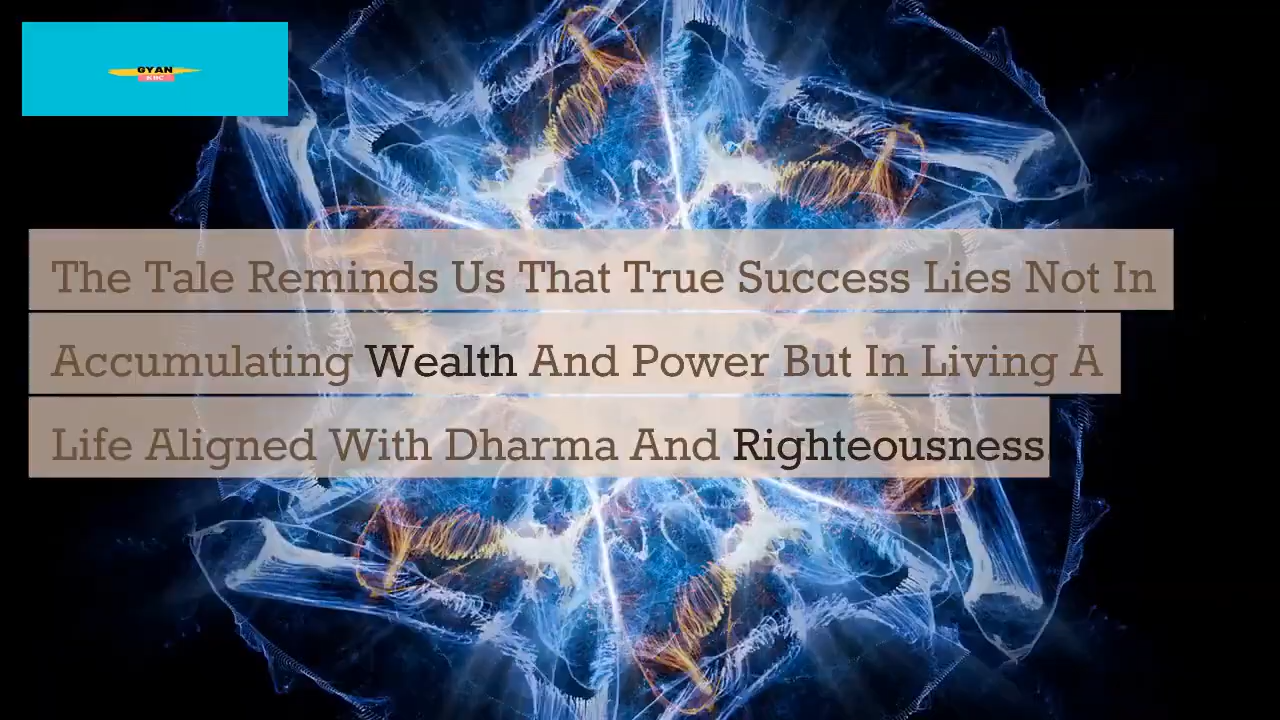 GYAN
KBC
The Tale Reminds Us That True Success Lies Not In
Accumulating Wealth And Power But In Living A
Life Aligned With Dharma And Righteousness